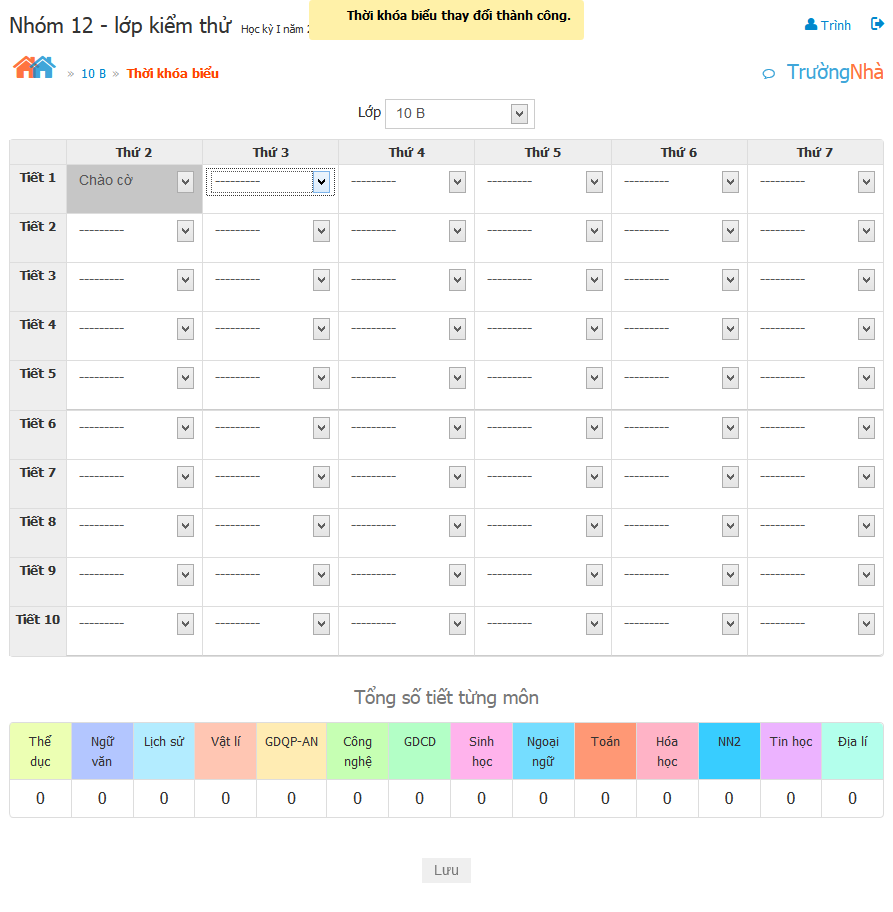 Thời khóa biểu thay đổi thành công.
Nhóm 12 - lớp kiểm thử Học kỳ I năm
Trình
» 10 B » Thời khóa biểu
TrườngNhà
Lớp 10 B
Thứ 2 Thứ 3 Thứ 4 Thứ 5 Thứ 6 Thứ 7
Tiết 1 Chào cờ --------- --------- --------- --------- ---------
Tiết 2 --------- --------- --------- --------- --------- ---------
Tiết 3 --------- --------- --------- --------- --------- ---------
Tiết 4 --------- --------- --------- --------- --------- ---------
Tiết 5 --------- --------- --------- --------- --------- ---------
Tiết 6 --------- --------- --------- --------- --------- ---------
Tiết 7 --------- --------- --------- --------- --------- ---------
Tiết 8 --------- --------- --------- --------- --------- ---------
Tiết 9 --------- --------- --------- --------- --------- ---------
Tiết 10 --------- --------- --------- --------- --------- ---------
Tổng số tiết từng môn
Thể dục Ngữ văn Lịch sử Vật lí GDQP-AN Công nghệ GDCD Sinh học Ngoại ngữ Toán Hóa học NN2 Tin học Địa lí
0 0 0 0 0 0 0 0 0 0 0 0 0 0
Lưu